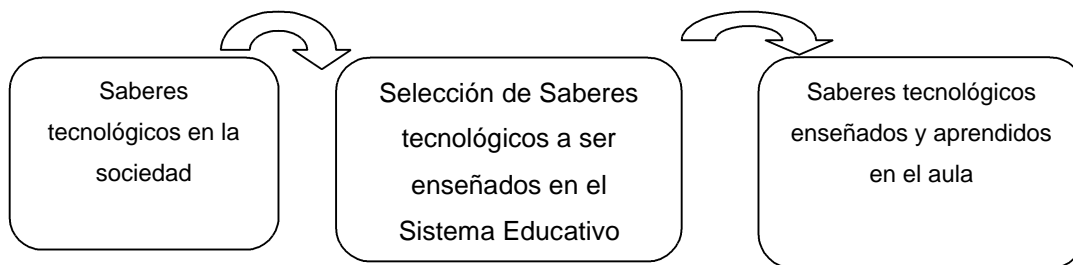 Saberes
tecnológicos en la
sociedad
Selección de Saberes
tecnológicos a ser
enseñados en el
Sistema Educativo
Saberes tecnológicos
enseñados y aprendidos
en el aula